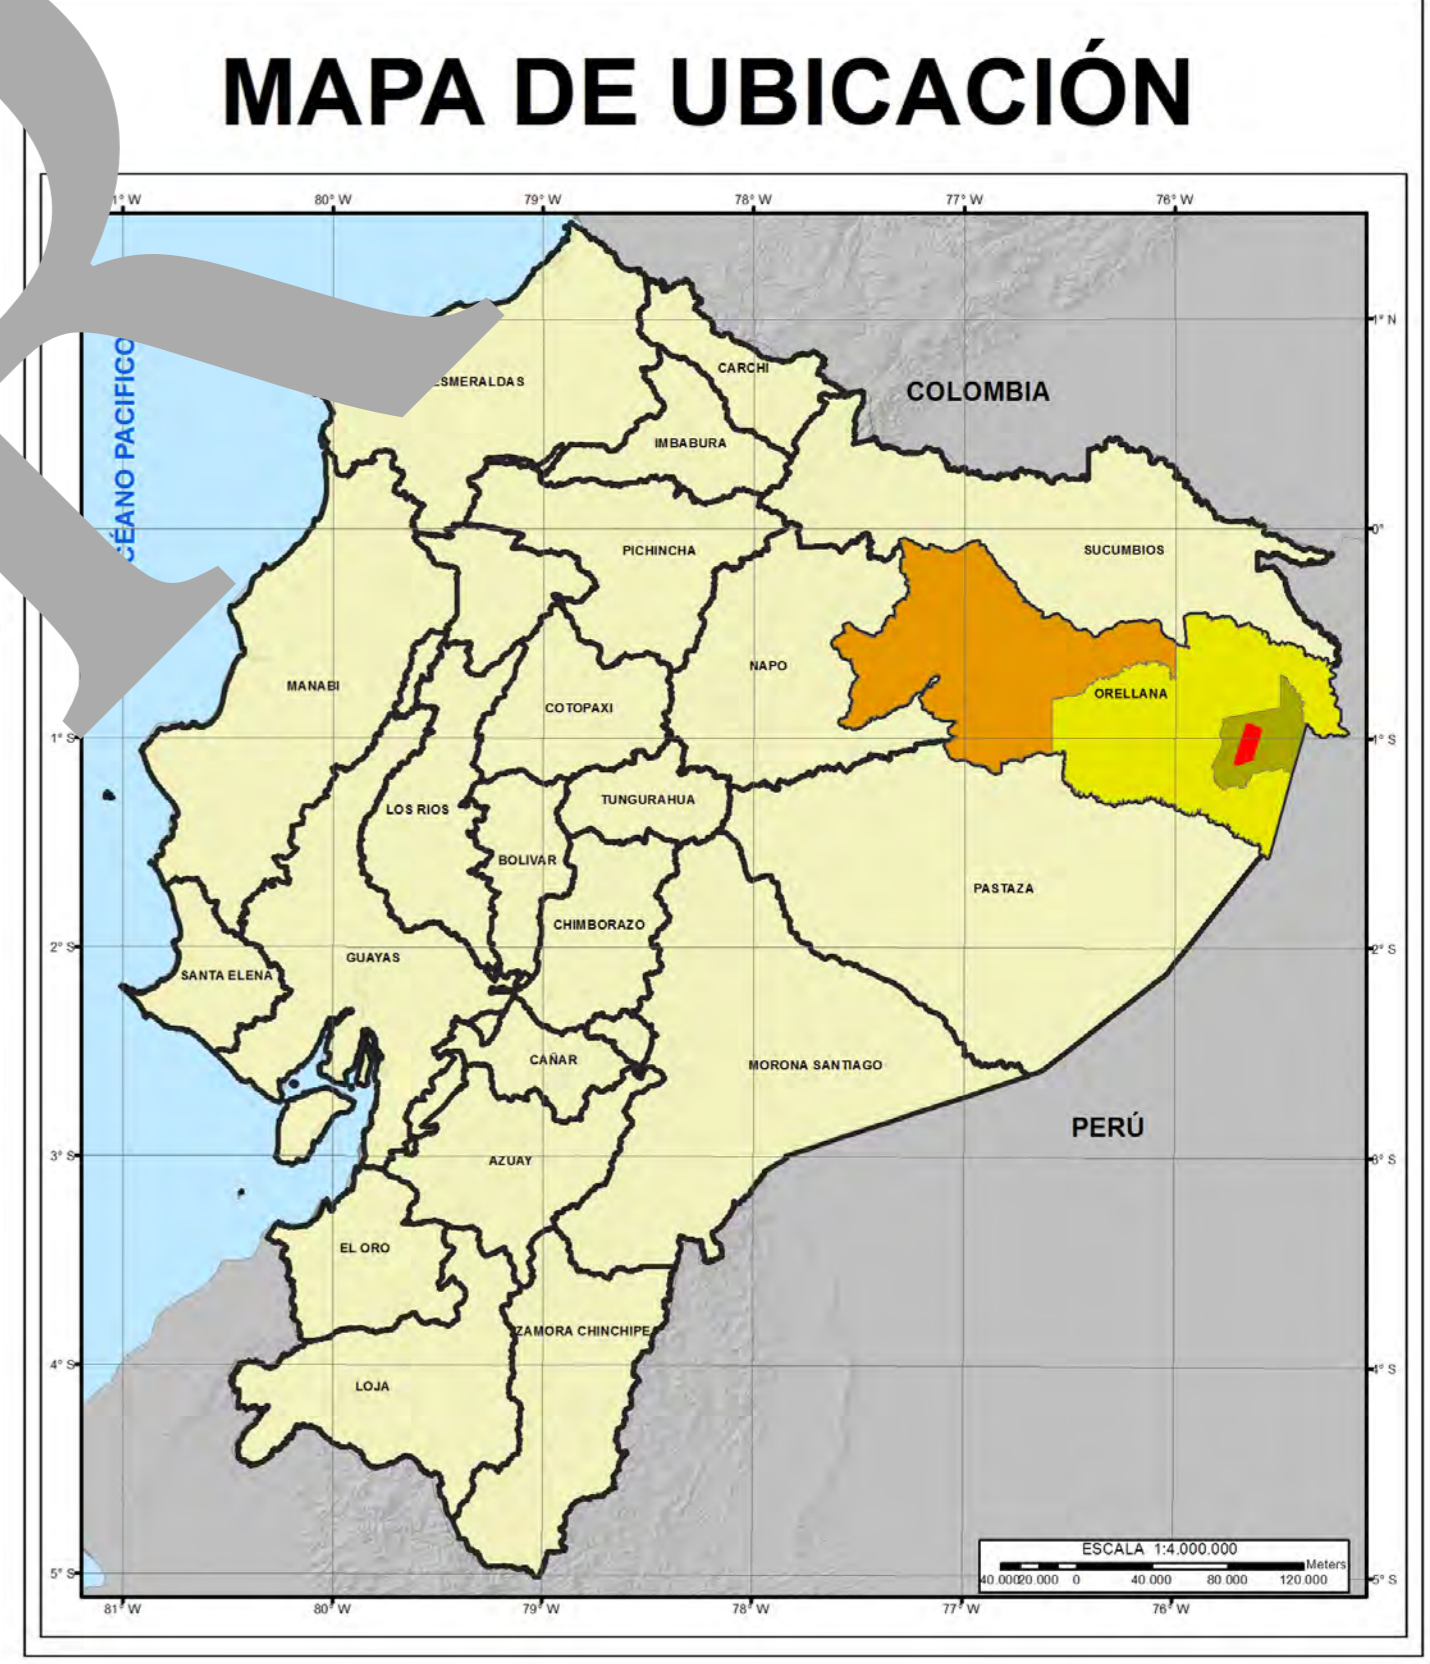 MAPA DE UBICACIÓN
1° W 80° W 79° W 78° W 77° W 76° W
1° N
CARCHI
ESMERALDAS
COLOMBIA
IMBABURA
CÉANO PACIFICO
0°
PICHINCHA
SUCUMBIOS
NAPO
MANABI
ORELLANA
COTOPAXI
1° S 1° S
TUNGURAHUA
LOS RIOS
BOLIVAR
PASTAZA
CHIMBORAZO
2° S 2° S
GUAYAS
SANTA ELENA
CAÑAR
MORONA SANTIAGO
PERÚ
3° S 3° S
AZUAY
EL ORO
ZAMORA CHINCHIPE
4° S 4° S
LOJA
ESCALA 1:4.000.000
Meters
40.000 20.000 0 40.000 80.000 120.000
5° S 5° S
81° W 80° W 79° W 78° W 77° W 76° W